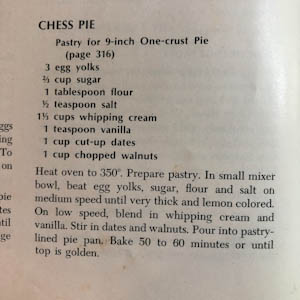 CHESS PIE
Pastry for 9-inch One-crust Pie
(page 316)
3 egg yolks
⅔ cup sugar
1 tablespoon flour
½ teaspoon salt
1⅓ cups whipping cream
1 teaspoon vanilla
1 cup cut-up dates
1 cup chopped walnuts
Heat oven to 350°. Prepare pastry. In small mixer
bowl, beat egg yolks, sugar, flour and salt on
medium speed until very thick and lemon colored.
On low speed, blend in whipping cream and
vanilla. Stir in dates and walnuts. Pour into pastry-
lined pie pan. Bake 50 to 60 minutes or until
top is golden.
To
on